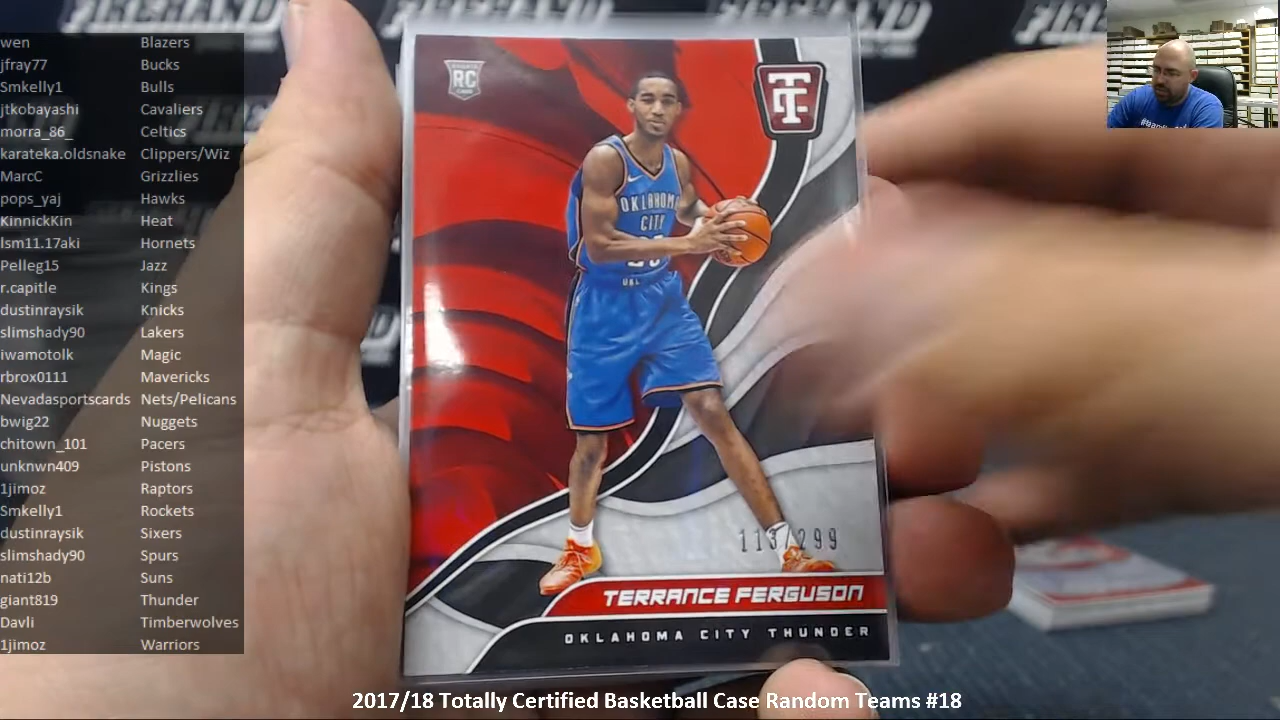 wen Blazers
jfray77 Bucks
Smkelly1 Bulls
jtkobayashi Cavaliers
morra_86 Celtics
karateka.oldsnake Clippers/Wiz
MarcC Grizzlies
pops_yaj Hawks
KinnickKin Heat
lsm11.17aki Hornets
Pelleg15 Jazz
r.capitle Kings
dustinraysik Knicks
slimshady90 Lakers
iwamotolk Magic
rbrox0111 Mavericks
Nevadasportscards Nets/Pelicans
bwig22 Nuggets
chitown_101 Pacers
unknwn409 Pistons
1jimoz Raptors
Smkelly1 Rockets
dustinraysik Sixers
slimshady90 Spurs
nati12b Suns
giant819 Thunder
Davli Timberwolves
1jimoz Warriors
RC
TC
OKLAHOMA
CITY
113/299
TERRANCE FERGUSON
OKLAHOMA CITY THUNDER
2017/18 Totally Certified Basketball Case Random Teams #18